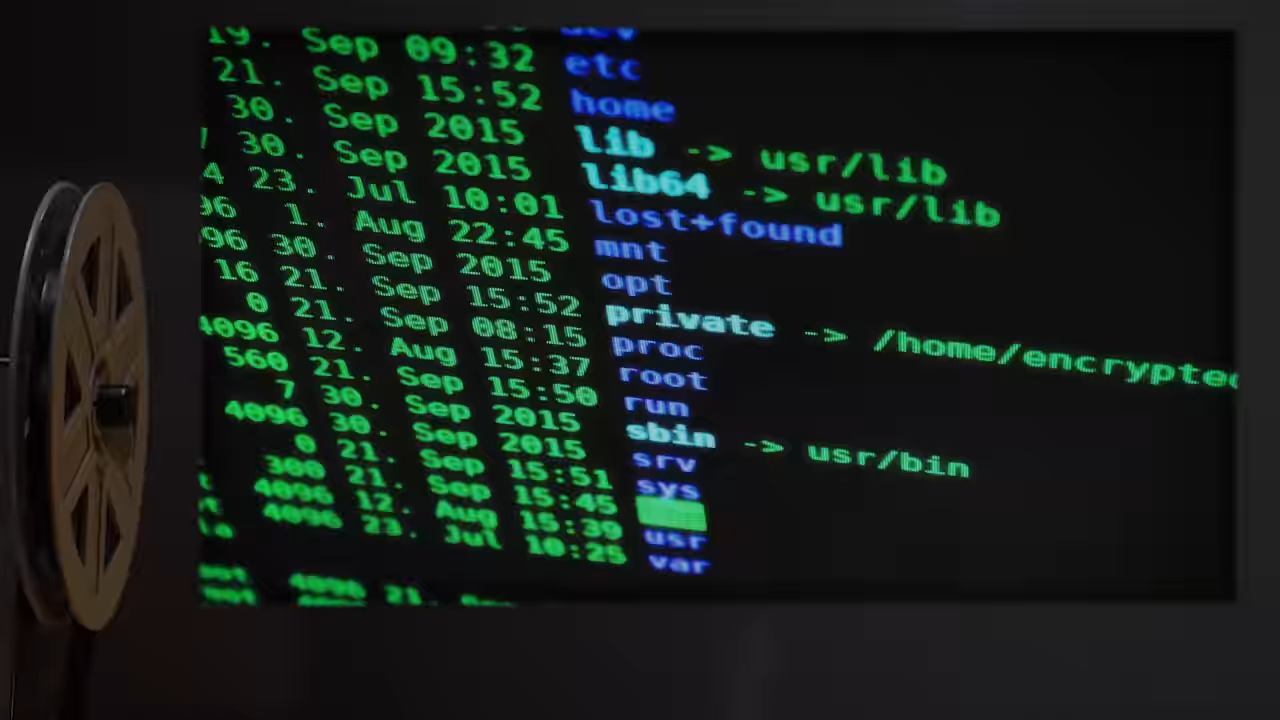 dev
19. Sep 09:32 etc
21. Sep 15:52 home
30. Sep 2015 lib -> usr/lib
30. Sep 2015 lib64 -> usr/lib
23. Jul 10:01 lost+found
1. Aug 22:45 mnt
96 30. Sep 2015 opt
16 21. Sep 15:52 private -> /home/encrypted
0 21. Sep 08:15 proc
4096 12. Aug 15:37 root
560 21. Sep 15:50 run
7 30. Sep 2015 sbin -> usr/bin
4096 30. Sep 2015 srv
0 21. Sep 15:51 sys
300 21. Sep 15:45
4096 12. Aug 15:39 usr
4096 23. Jul 10:25 var
4096 21.